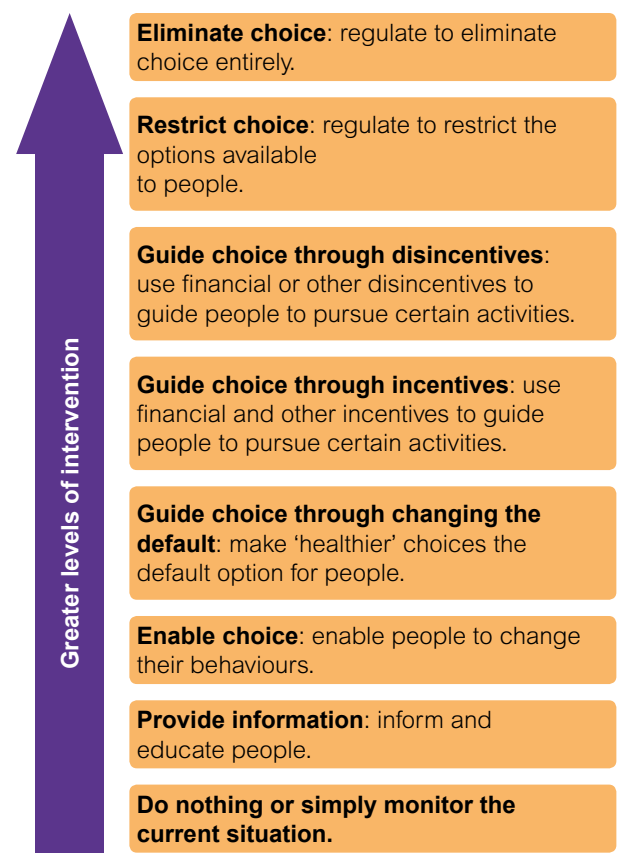 Eliminate choice: regulate to eliminate
choice entirely.
Restrict choice: regulate to restrict the
options available
to people.
Guide choice through disincentives:
use financial or other disincentives to
guide people to pursue certain activities.
Guide choice through incentives: use
financial and other incentives to guide
people to pursue certain activities.
Guide choice through changing the
default: make ‘healthier’ choices the
default option for people.
Enable choice: enable people to change
their behaviours.
Provide information: inform and
educate people.
Do nothing or simply monitor the
current situation.
Greater levels of intervention